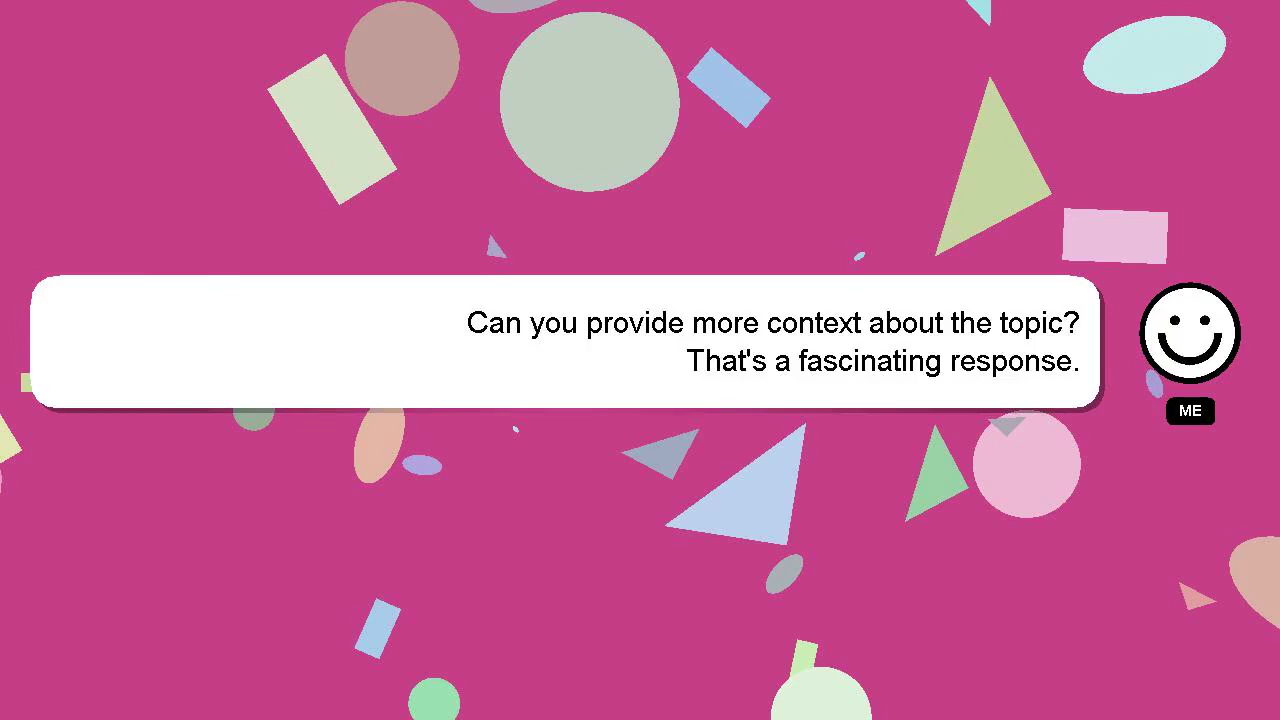 Can you provide more context about the topic?
That's a fascinating response.
ME